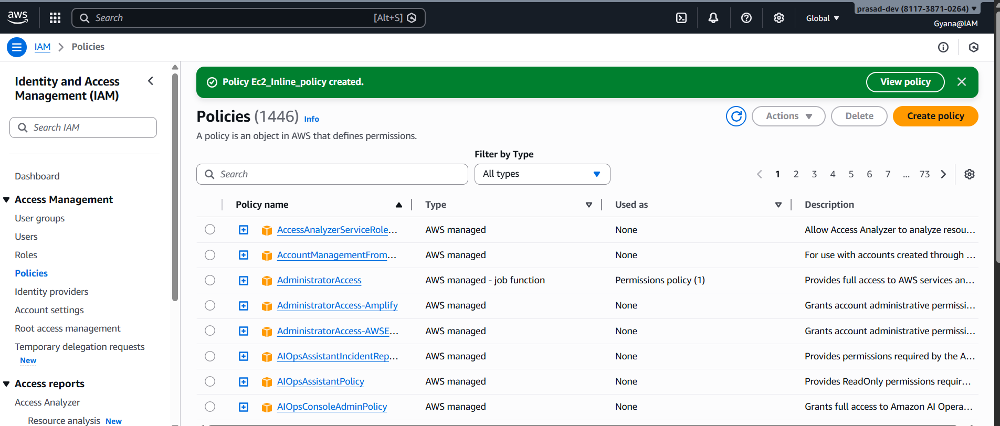 aws
Search [Alt+S]
Global
prasad-dev (8117-3871-0264)
Gyana@IAM
IAM > Policies
Identity and Access
Management (IAM)
Search IAM
Dashboard
Access Management
User groups
Users
Roles
Policies
Identity providers
Account settings
Root access management
Temporary delegation requests
New
Access reports
Access Analyzer
Resource analysis New
Policy Ec2_Inline_policy created.
View policy
Policies (1446) Info
Actions
Delete
Create policy
A policy is an object in AWS that defines permissions.
Filter by Type
Search
All types
1 2 3 4 5 6 7 ... 73
Policy name Type Used as Description
AccessAnalyzerServiceRole... AWS managed None Allow Access Analyzer to analyze resou...
AccountManagementFrom... AWS managed None For use with accounts created through ...
AdministratorAccess AWS managed - job function Permissions policy (1) Provides full access to AWS services an...
AdministratorAccess-Amplify AWS managed None Grants account administrative permissi...
AdministratorAccess-AWSE... AWS managed None Grants account administrative permissi...
AIOpsAssistantIncidentRep... AWS managed None Provides permissions required by the A...
AIOpsAssistantPolicy AWS managed None Provides ReadOnly permissions requir...
AIOpsConsoleAdminPolicy AWS managed None Grants full access to Amazon AI Opera...